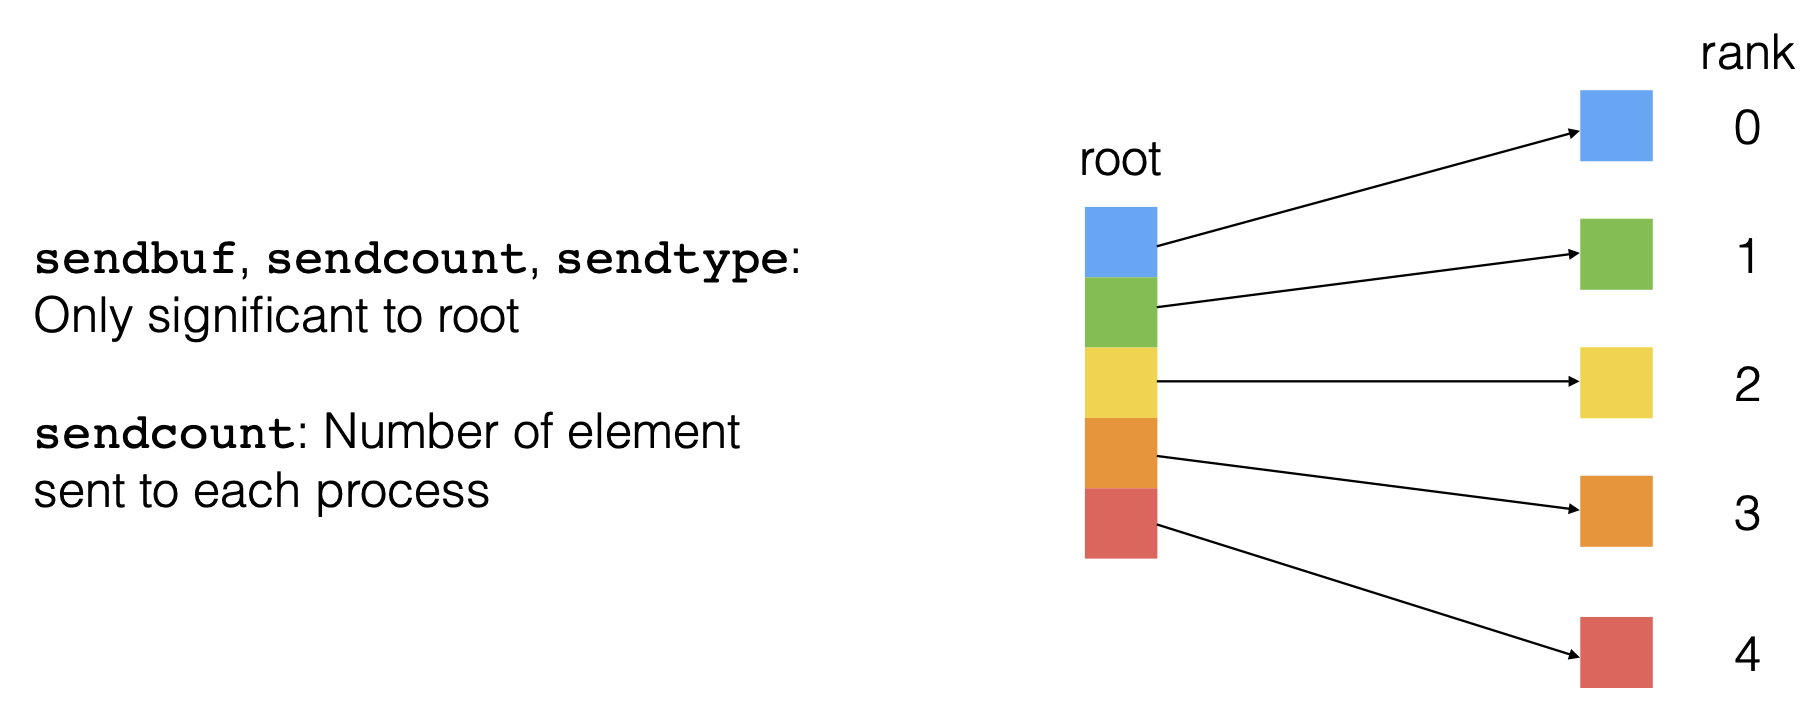 sendbuf, sendcount, sendtype:
Only significant to root
sendcount: Number of element
sent to each process
root
rank
0
1
2
3
4